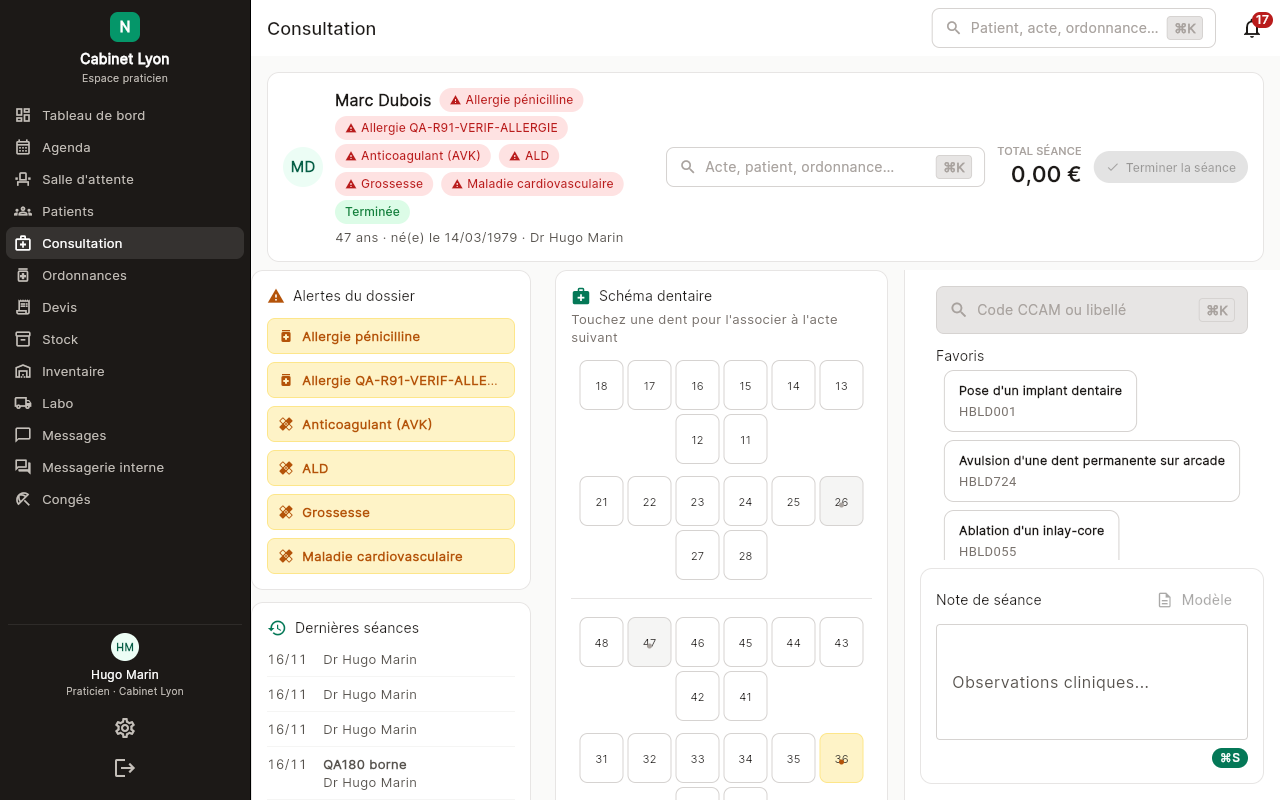 N
Cabinet Lyon
Espace praticien
Tableau de bord
Agenda
Salle d'attente
Patients
Consultation
Ordonnances
Devis
Stock
Inventaire
Labo
Messages
Messagerie interne
Congés
HM
Hugo Marin
Praticien · Cabinet Lyon
Consultation
Patient, acte, ordonnance... ⌘K
17
MD
Marc Dubois Allergie pénicilline
Allergie QA-R91-VERIF-ALLERGIE
Anticoagulant (AVK) ALD
Grossesse Maladie cardiovasculaire
Terminée
47 ans · né(e) le 14/03/1979 · Dr Hugo Marin
Acte, patient, ordonnance... ⌘K
TOTAL SÉANCE
0,00 €
Terminer la séance
Alertes du dossier
Allergie pénicilline
Allergie QA-R91-VERIF-ALLE...
Anticoagulant (AVK)
ALD
Grossesse
Maladie cardiovasculaire
Dernières séances
16/11 Dr Hugo Marin
16/11 Dr Hugo Marin
16/11 Dr Hugo Marin
16/11 QA180 borne
Dr Hugo Marin
Schéma dentaire
Touchez une dent pour l'associer à l'acte
suivant
18 17 16 15 14 13
12 11
21 22 23 24 25 26
27 28
48 47 46 45 44 43
42 41
31 32 33 34 35 36
Code CCAM ou libellé ⌘K
Favoris
Pose d'un implant dentaire
HBLD001
Avulsion d'une dent permanente sur arcade
HBLD724
Ablation d'un inlay-core
HBLD055
Note de séance Modèle
Observations cliniques...
⌘S